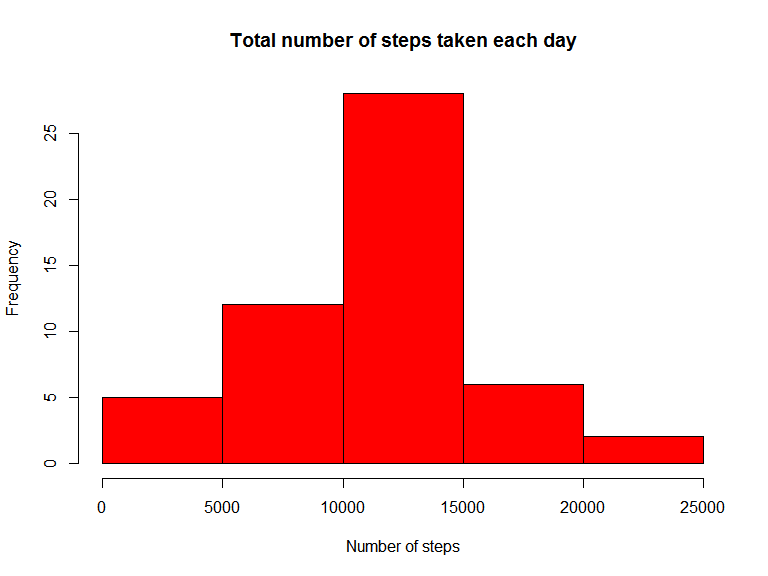 Total number of steps taken each day
Frequency
25
20
15
10
5
0
0 5000 10000 15000 20000 25000
Number of steps